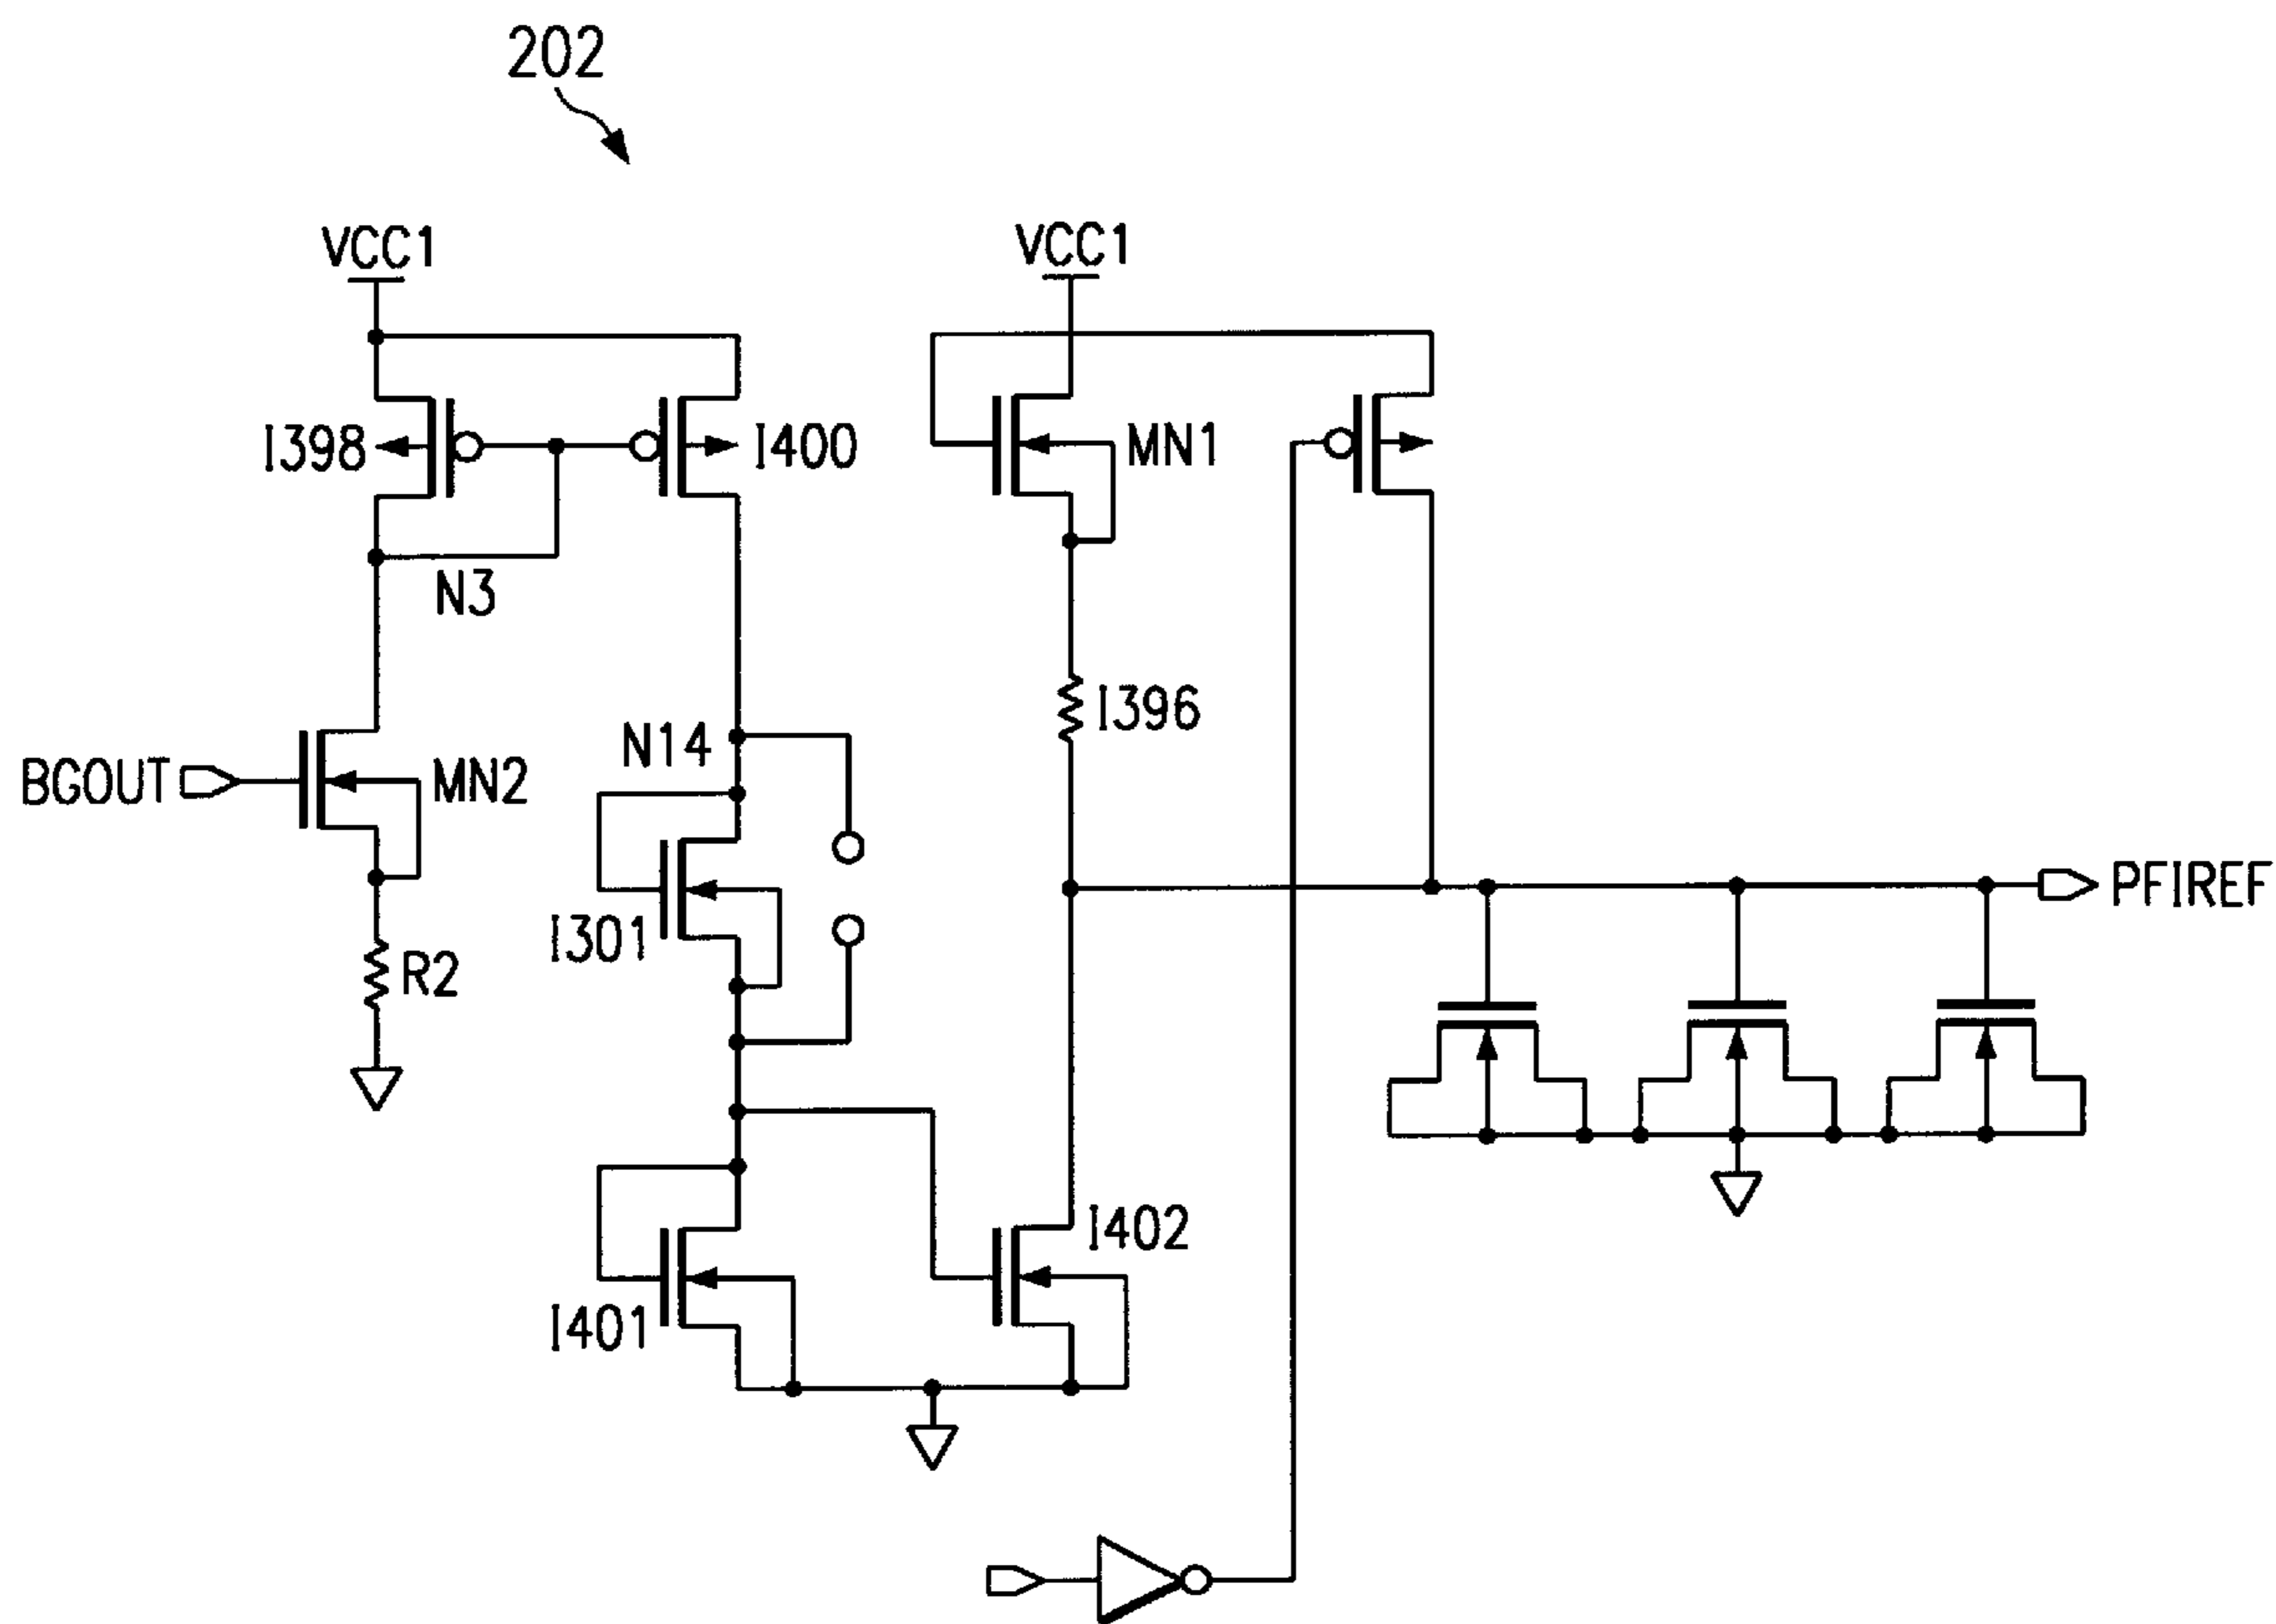 202
VCC1
VCC1
I398
I400
MN1
N3
I396
N14
BGOUT
MN2
PFIREF
I301
R2
I402
I401